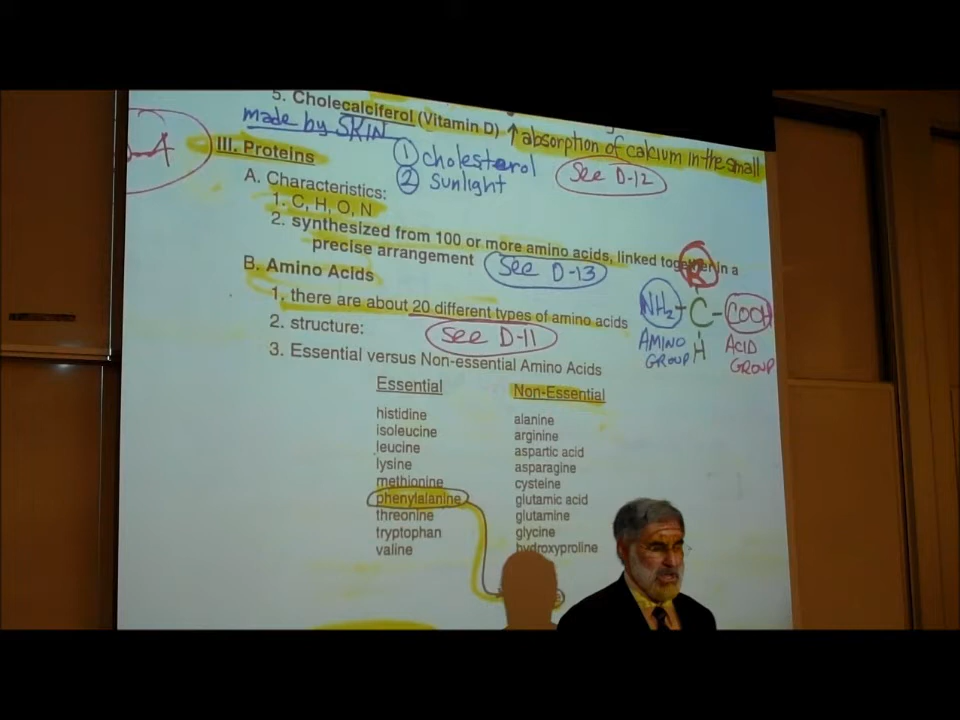 5. Cholecalciferol (Vitamin D) ↑ absorption of calcium in the small
made by SKIN
① cholesterol
② sunlight
See D-12
III. Proteins
A. Characteristics:
1. C, H, O, N
2. synthesized from 100 or more amino acids, linked together in a
precise arrangement
See D-13
B. Amino Acids
1. there are about 20 different types of amino acids
2. structure:
See D-11
R
NH₂-C-COOH
H
AMINO GROUP
ACID GROUP
3. Essential versus Non-essential Amino Acids
Essential Non-Essential
histidine alanine
isoleucine arginine
leucine aspartic acid
lysine asparagine
methionine cysteine
phenylalanine glutamic acid
threonine glutamine
tryptophan glycine
valine hydroxyproline